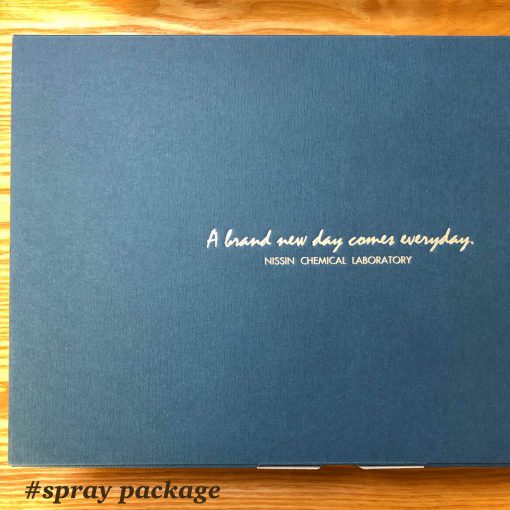 A brand new day comes everyday.
NISSIN CHEMICAL LABORATORY
#spray package